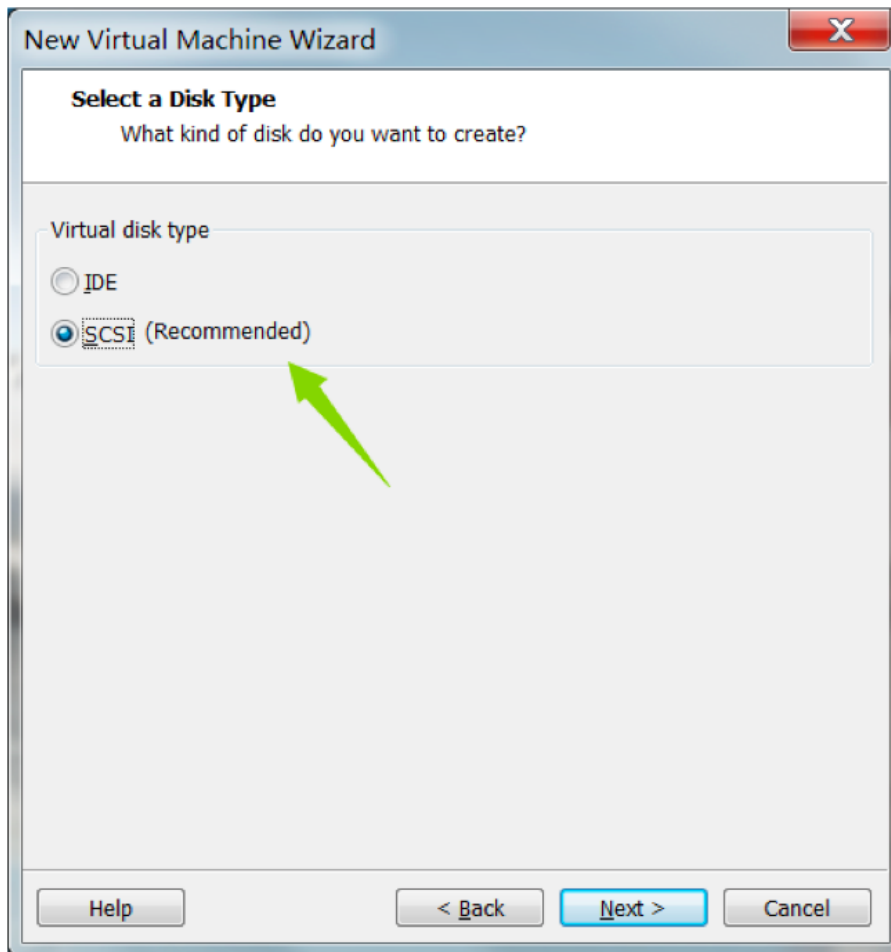 New Virtual Machine Wizard
X
Select a Disk Type
What kind of disk do you want to create?
Virtual disk type
IDE
SCSI (Recommended)
Help
< Back
Next >
Cancel